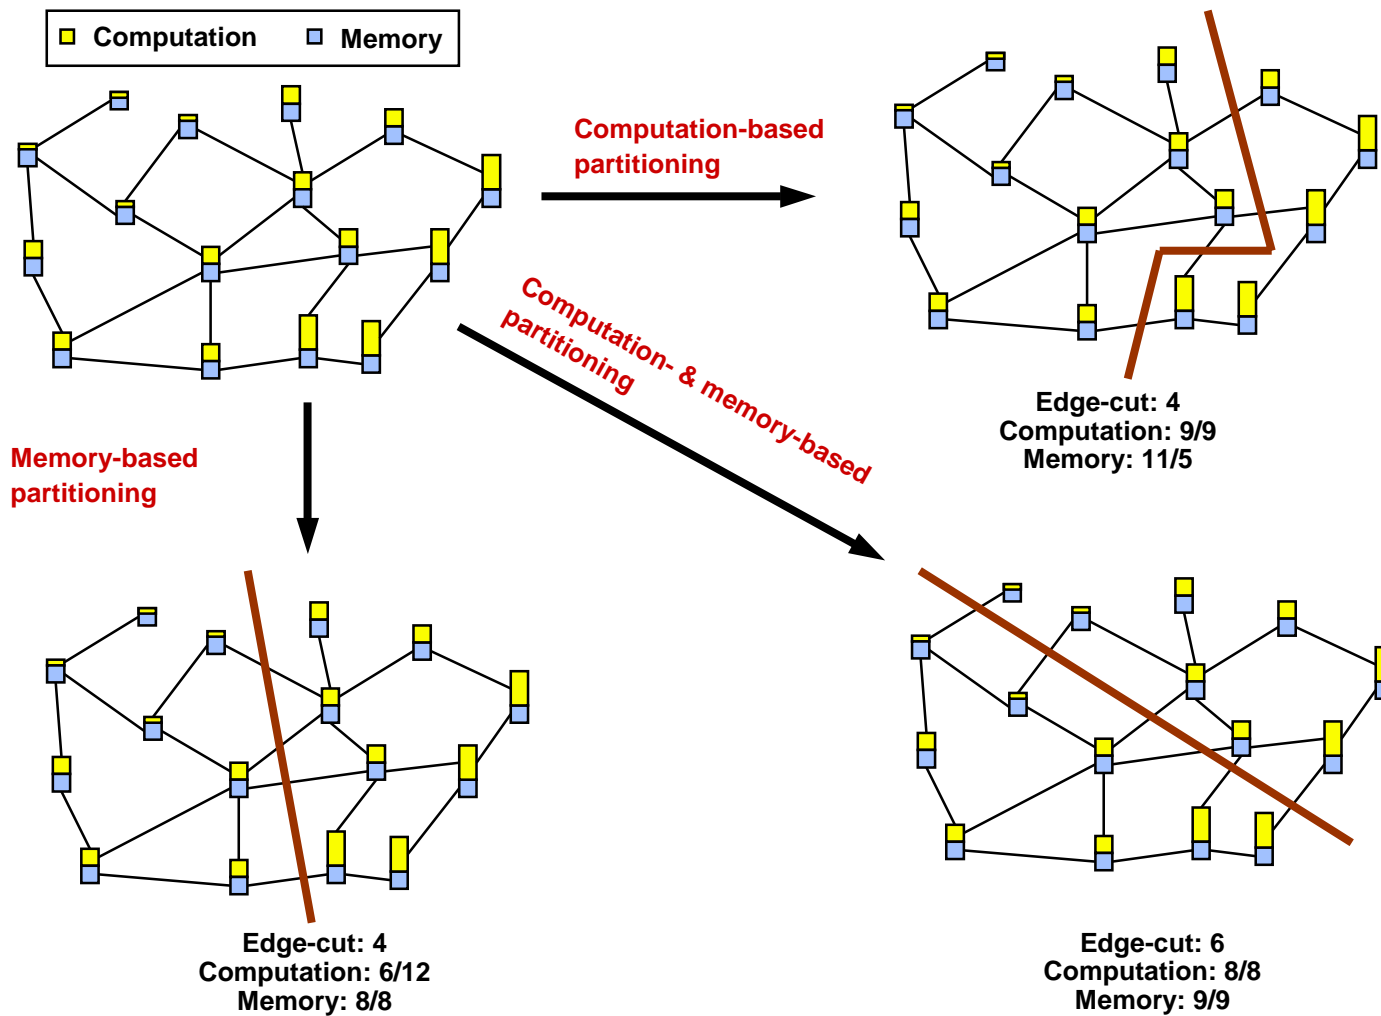 Computation
Memory
Computation-based
partitioning
Edge-cut: 4
Computation: 9/9
Memory: 11/5
Computation- & memory-based
partitioning
Memory-based
partitioning
Edge-cut: 4
Computation: 6/12
Memory: 8/8
Edge-cut: 6
Computation: 8/8
Memory: 9/9